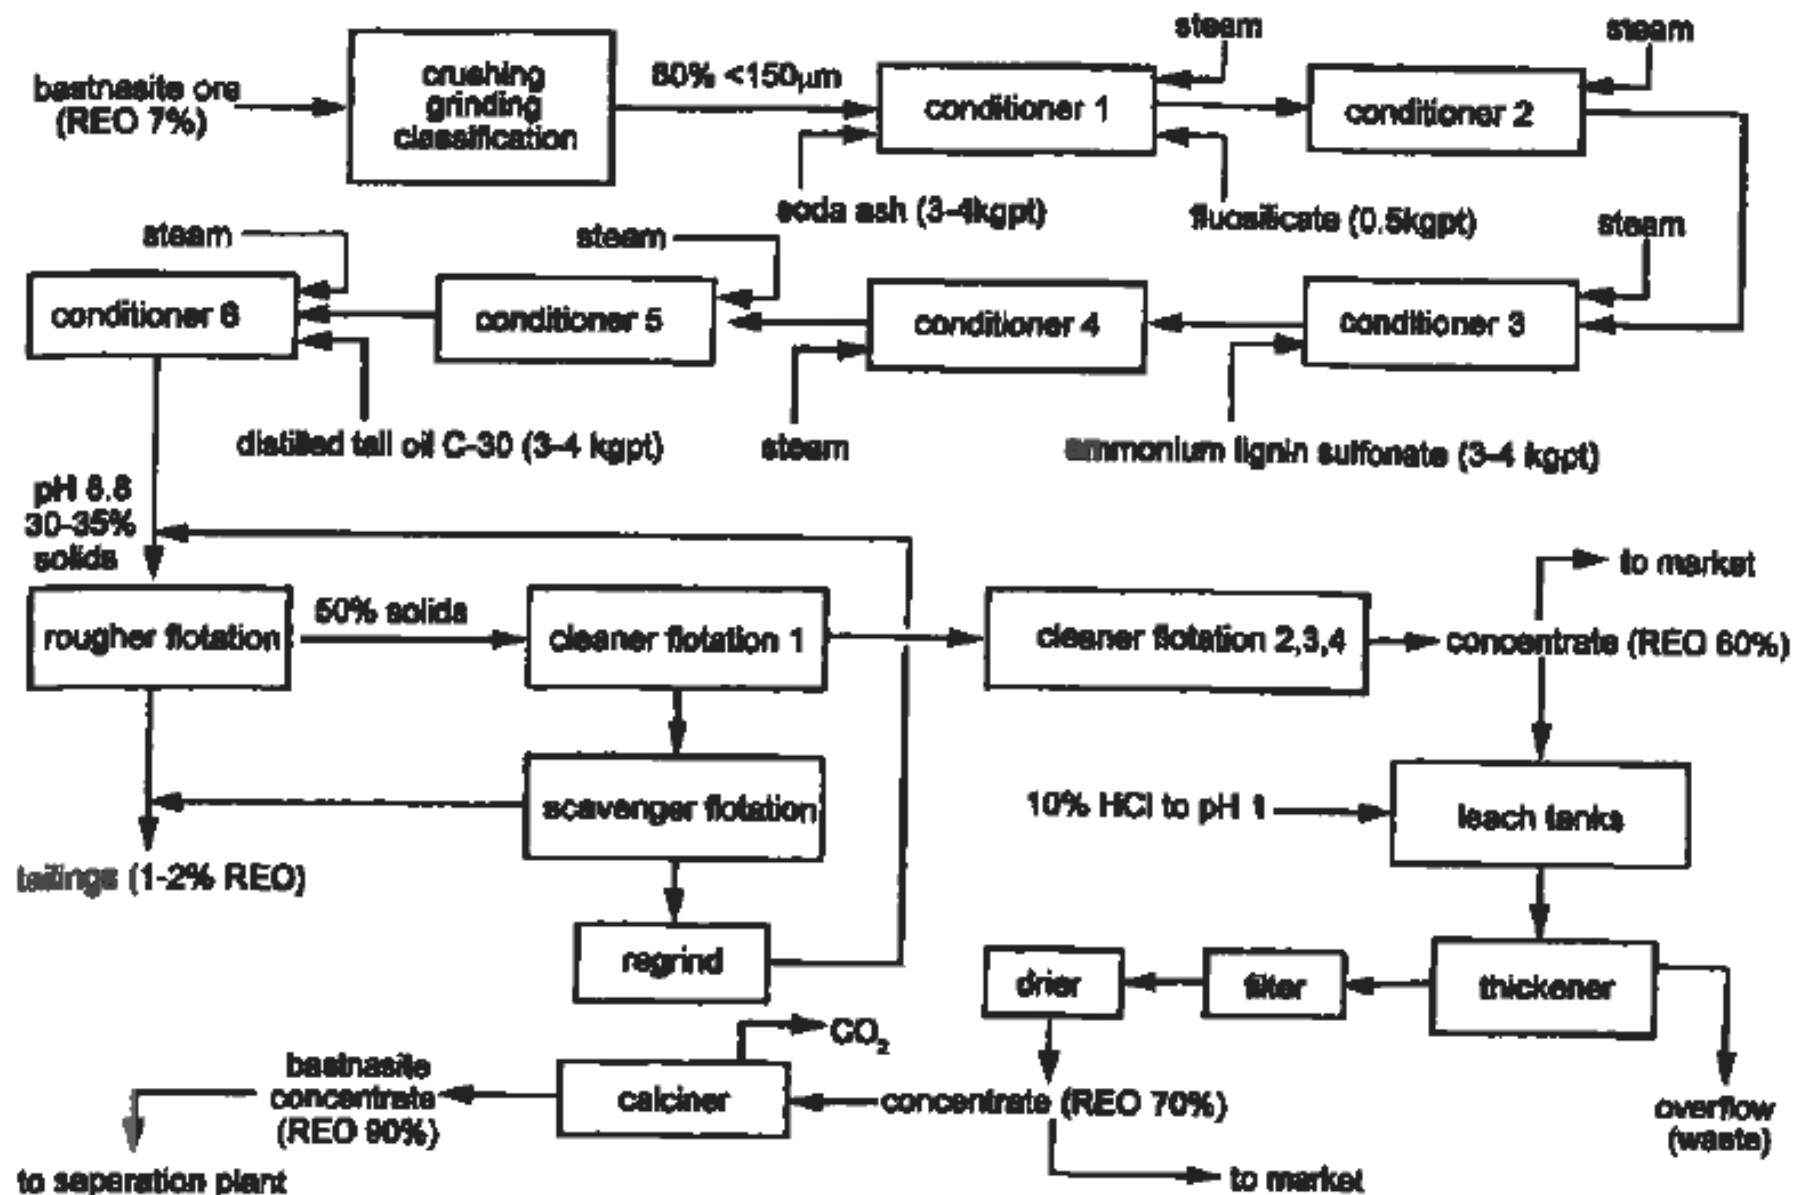 steam
steam
bastnasite ore
(REO 7%)
crushing
grinding
classification
80% <150μm
conditioner 1
conditioner 2
soda ash (3-4kgpt)
fluosilicate (0.5kgpt)
steam
steam
steam
conditioner 6
conditioner 5
conditioner 4
conditioner 3
distilled tall oil C-30 (3-4 kgpt)
steam
ammonium lignin sulfonate (3-4 kgpt)
pH 8.8
30-35%
solids
to market
rougher flotation
50% solids
cleaner flotation 1
cleaner flotation 2,3,4
concentrate (REO 60%)
scavenger flotation
10% HCl to pH 1
leach tanks
tailings (1-2% REO)
regrind
drier
filter
thickener
CO₂
bastnasite
concentrate
(REO 90%)
calciner
concentrate (REO 70%)
overflow
(waste)
to separation plant
to market